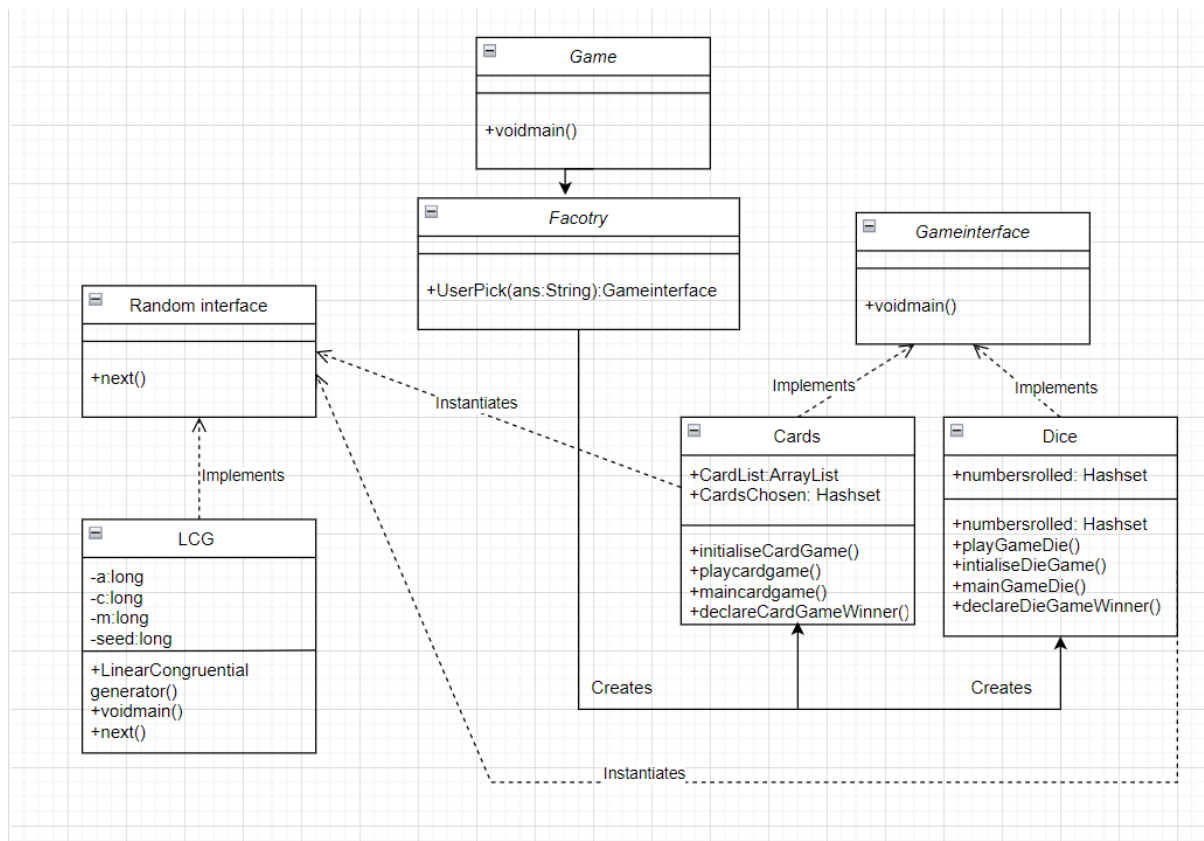 Game
+voidmain()
Facotry
+UserPick(ans:String):Gameinterface
Gameinterface
+voidmain()
Random interface
+next()
Implements
Implements
Instantiates
Implements
Cards
+CardList:ArrayList
+CardsChosen: Hashset
+initialiseCardGame()
+playcardgame()
+maincardgame()
+declareCardGameWinner()
Dice
+numbersrolled: Hashset
+numbersrolled: Hashset
+playGameDie()
+intialiseDieGame()
+mainGameDie()
+declareDieGameWinner()
LCG
-a:long
-c:long
-m:long
-seed:long
+LinearCongruential
generator()
+voidmain()
+next()
Creates
Creates
Instantiates